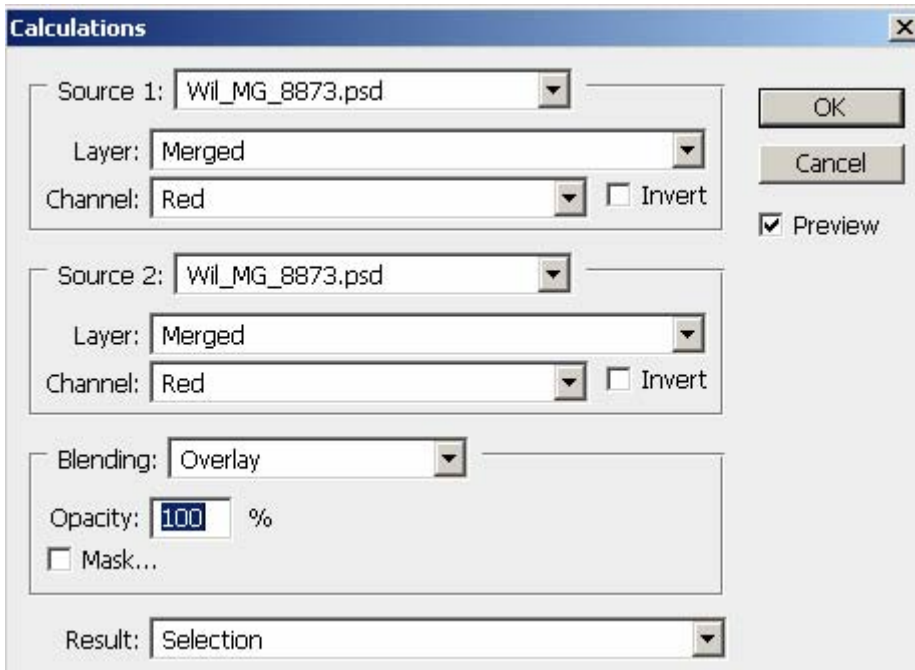 Calculations
Source 1: Wil_MG_8873.psd
OK
Layer: Merged
Cancel
Channel: Red Invert
Preview
Source 2: Wil_MG_8873.psd
Layer: Merged
Channel: Red Invert
Blending: Overlay
Opacity: 100 %
Mask...
Result: Selection